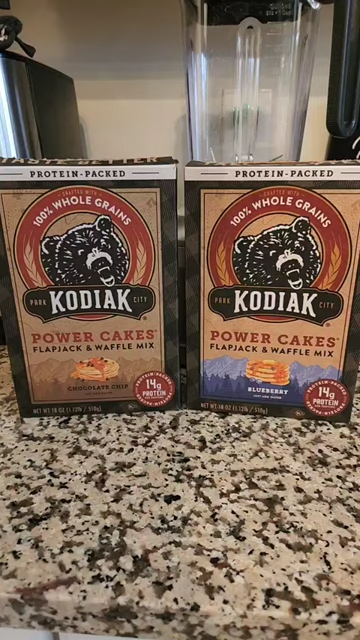 PROTEIN-PACKED
CRAFTED WITH
100% WHOLE GRAINS
PARK KODIAK CITY
POWER CAKES
FLAPJACK & WAFFLE MIX
CHOCOLATE CHIP
14g
PROTEIN
NET WT 18 OZ (1.12lb / 510g)
PROTEIN-PACKED
CRAFTED WITH
100% WHOLE GRAINS
PARK KODIAK CITY
POWER CAKES
FLAPJACK & WAFFLE MIX
BLUEBERRY
14g
PROTEIN
NET WT 18 OZ (1.12lb / 510g)